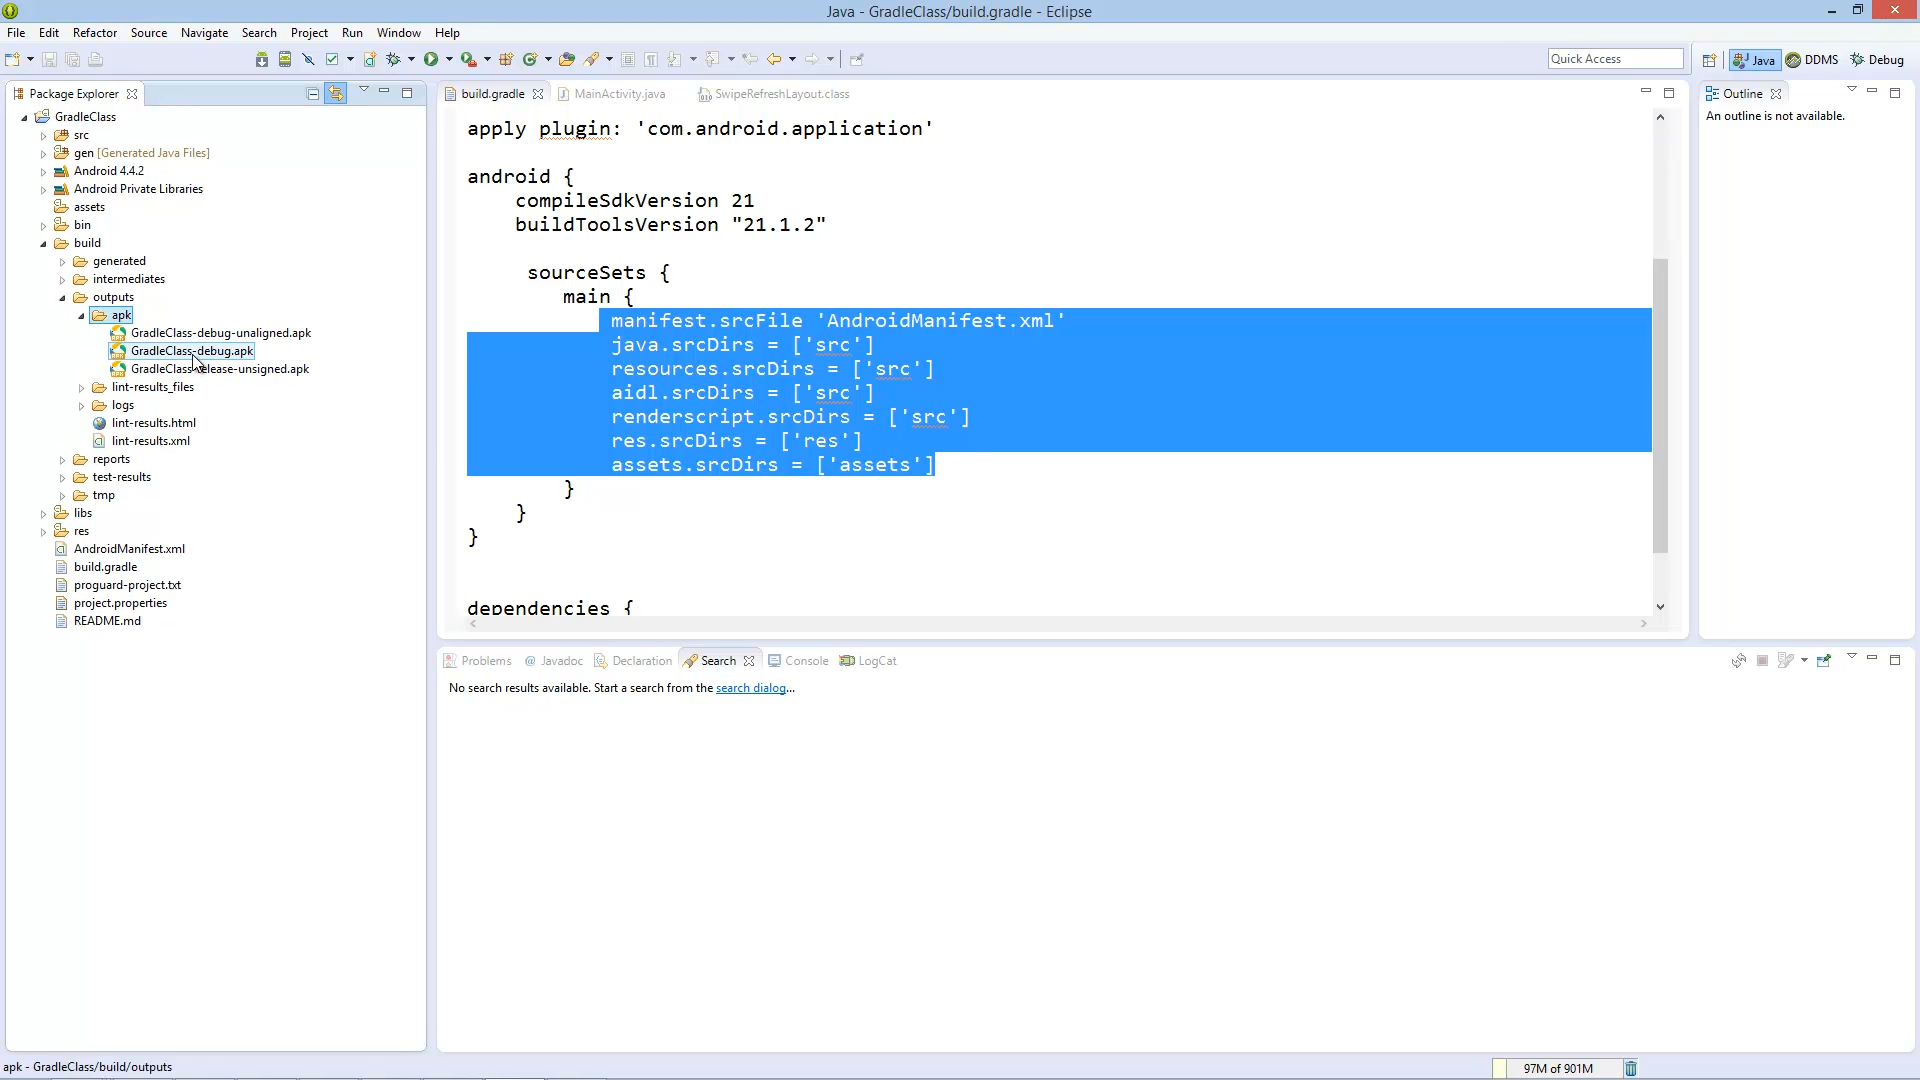 Java - GradleClass/build.gradle - Eclipse
File Edit Refactor Source Navigate Search Project Run Window Help
Quick Access
Java DDMS Debug
Package Explorer
GradleClass
src
gen [Generated Java Files]
Android 4.4.2
Android Private Libraries
assets
bin
build
generated
intermediates
outputs
apk
GradleClass-debug-unaligned.apk
GradleClass-debug.apk
GradleClass-release-unsigned.apk
lint-results_files
logs
lint-results.html
lint-results.xml
reports
test-results
tmp
libs
res
AndroidManifest.xml
build.gradle
proguard-project.txt
project.properties
README.md
build.gradle MainActivity.java SwipeRefreshLayout.class
apply plugin: 'com.android.application'
android {
compileSdkVersion 21
buildToolsVersion "21.1.2"
sourceSets {
main {
manifest.srcFile 'AndroidManifest.xml'
java.srcDirs = ['src']
resources.srcDirs = ['src']
aidl.srcDirs = ['src']
renderscript.srcDirs = ['src']
res.srcDirs = ['res']
assets.srcDirs = ['assets']
}
}
}
dependencies {
Outline
An outline is not available.
Problems @ Javadoc Declaration Search Console LogCat
No search results available. Start a search from the search dialog...
apk - GradleClass/build/outputs
97M of 901M